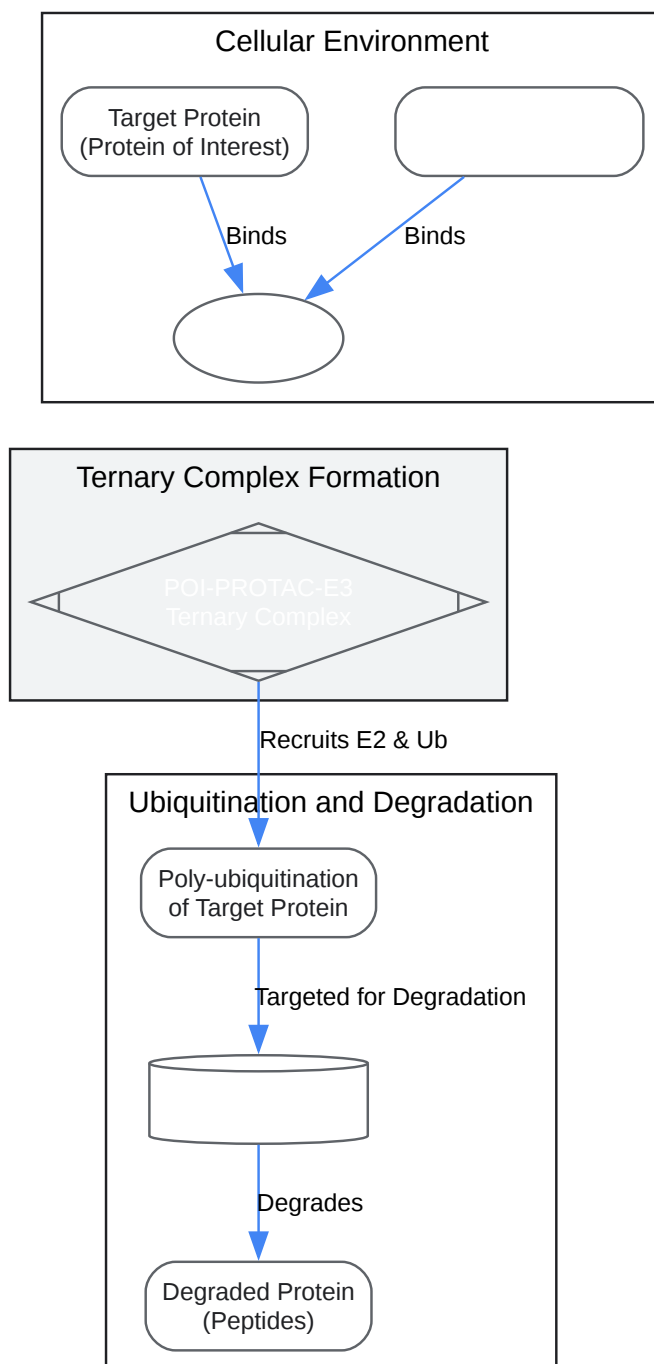 Cellular Environment
Target Protein
(Protein of Interest)
Binds
Binds
Ternary Complex Formation
POI-PROTAC-E3
Ternary Complex
Recruits E2 & Ub
Ubiquitination and Degradation
Poly-ubiquitination
of Target Protein
Targeted for Degradation
Degrades
Degraded Protein
(Peptides)